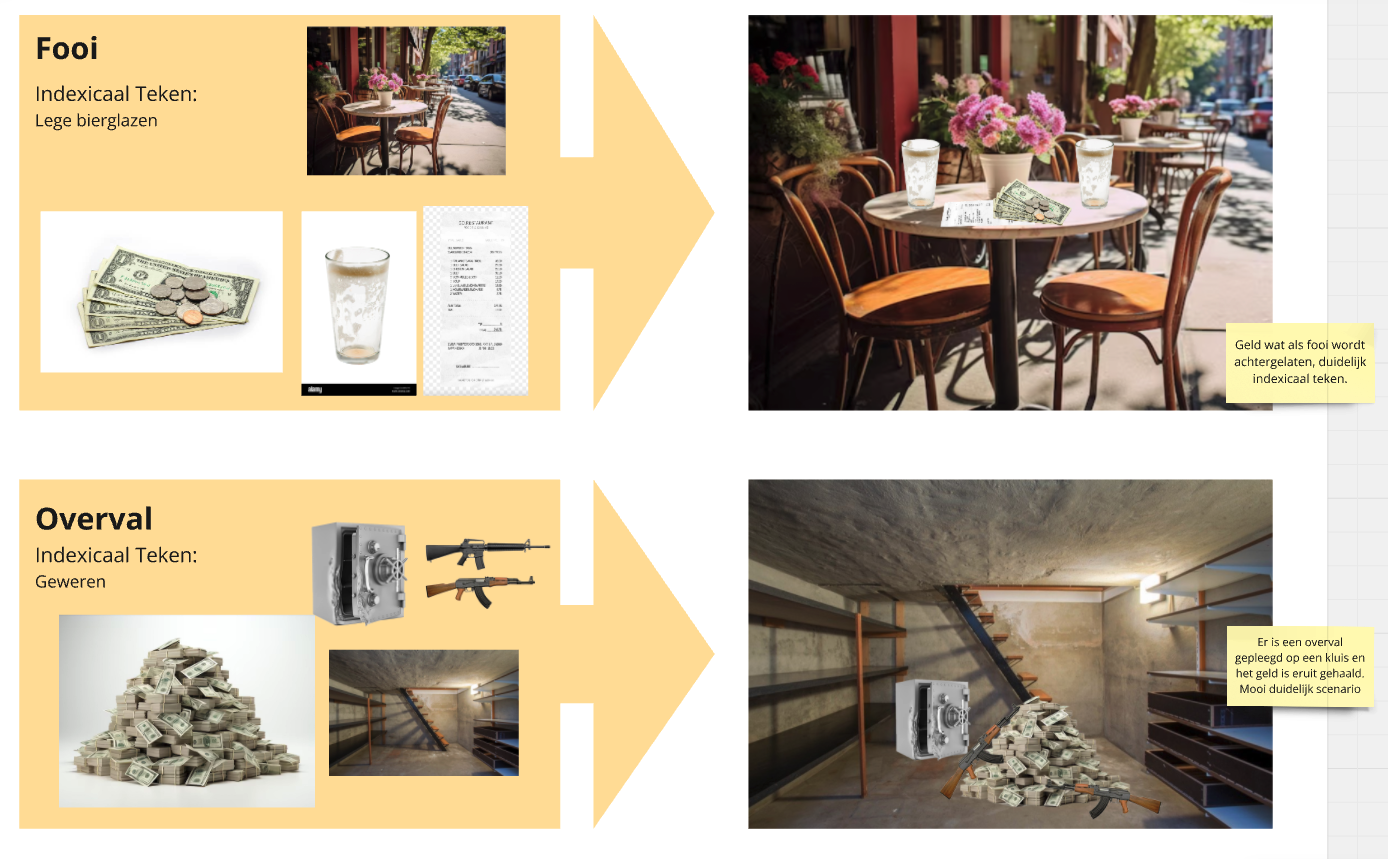 Fooi
Indexicaal Teken:
Lege bierglazen
alamy
Geld wat als fooi wordt
achtergelaten, duidelijk
indexicaal teken.
Overval
Indexicaal Teken:
Geweren
Er is een overval
gepleegd op een kluis en
het geld is eruit gehaald.
Mooi duidelijk scenario